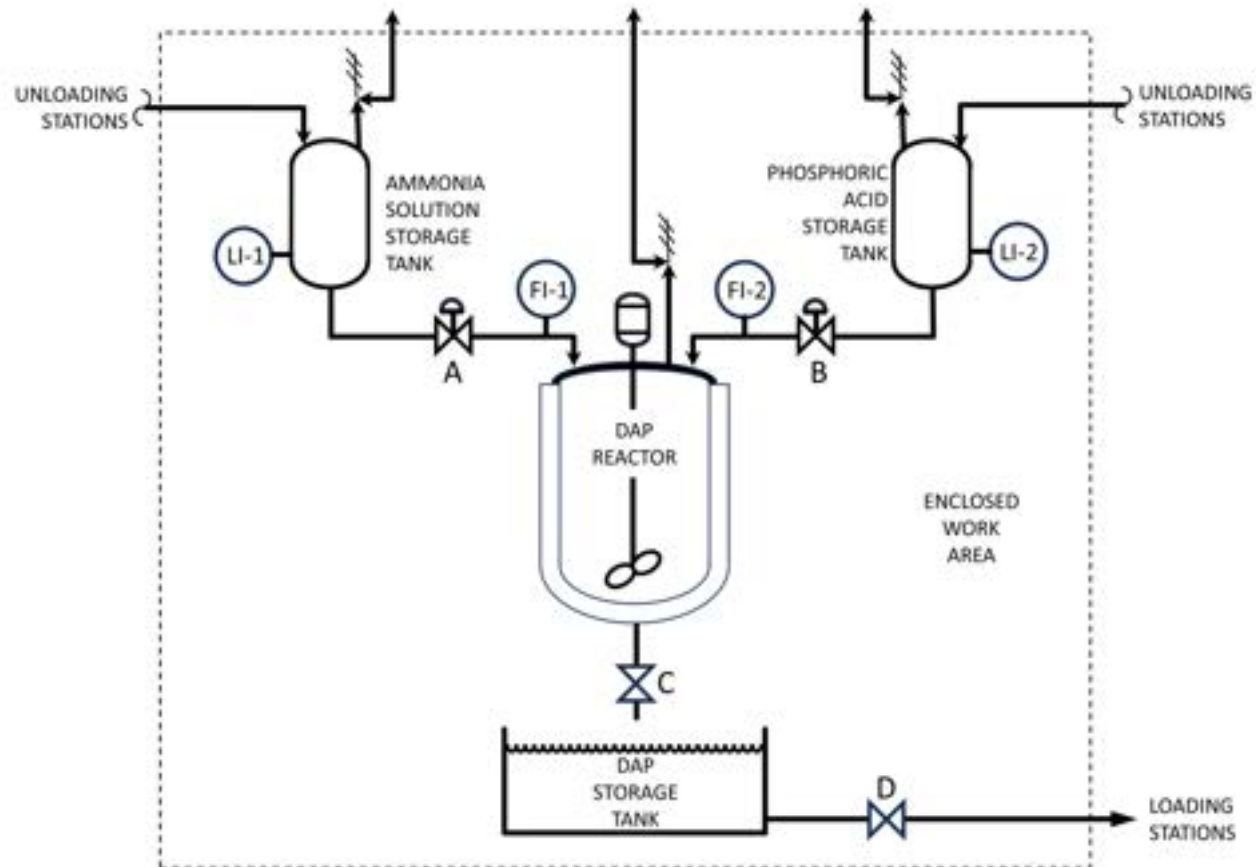 UNLOADING
STATIONS
UNLOADING
STATIONS
AMMONIA
SOLUTION
STORAGE
TANK
PHOSPHORIC
ACID
STORAGE
TANK
LI-1
LI-2
FI-1
FI-2
A
B
DAP
REACTOR
ENCLOSED
WORK
AREA
C
DAP
STORAGE
TANK
D
LOADING
STATIONS